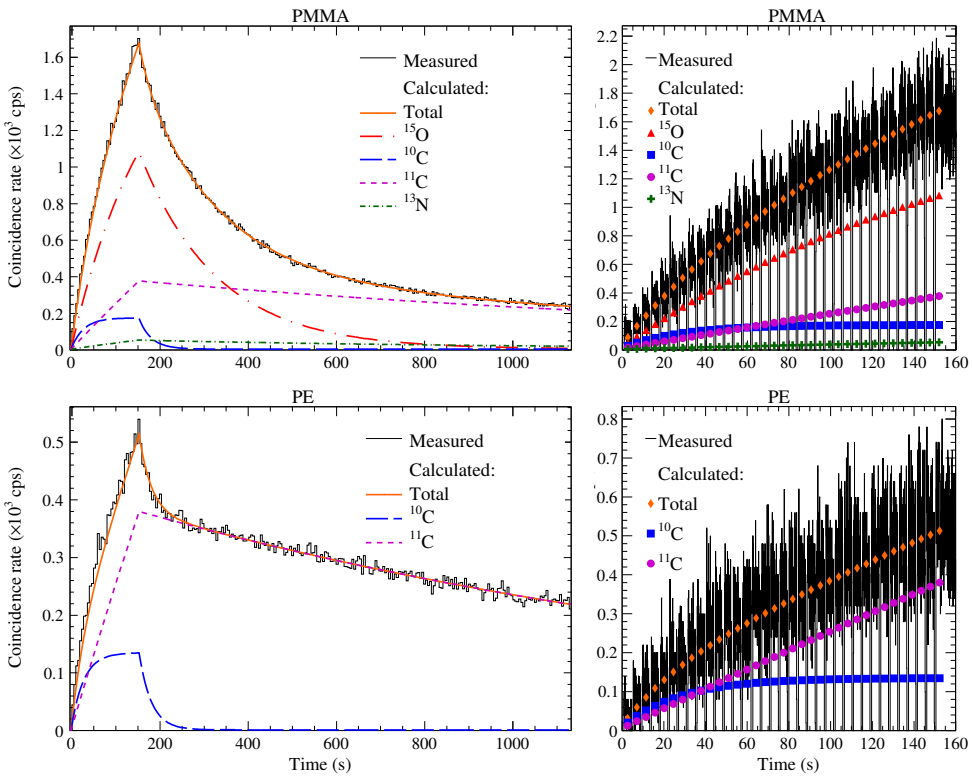 PMMA
Coincidence rate (×10³ cps)
1.6
1.4
1.2
1
0.8
0.6
0.4
0.2
0
Measured
Calculated:
Total
¹⁵O
¹⁰C
¹¹C
¹³N
0 200 400 600 800 1000
PMMA
2.2
2
1.8
1.6
1.4
1.2
1
0.8
0.6
0.4
0.2
0
Measured
Calculated:
Total
¹⁵O
¹⁰C
¹¹C
¹³N
0 20 40 60 80 100 120 140 160
PE
Coincidence rate (×10³ cps)
0.5
0.4
0.3
0.2
0.1
0
Measured
Calculated:
Total
¹⁰C
¹¹C
0 200 400 600 800 1000
Time (s)
PE
0.8
0.7
0.6
0.5
0.4
0.3
0.2
0.1
0
Measured
Calculated:
Total
¹⁰C
¹¹C
0 20 40 60 80 100 120 140 160
Time (s)